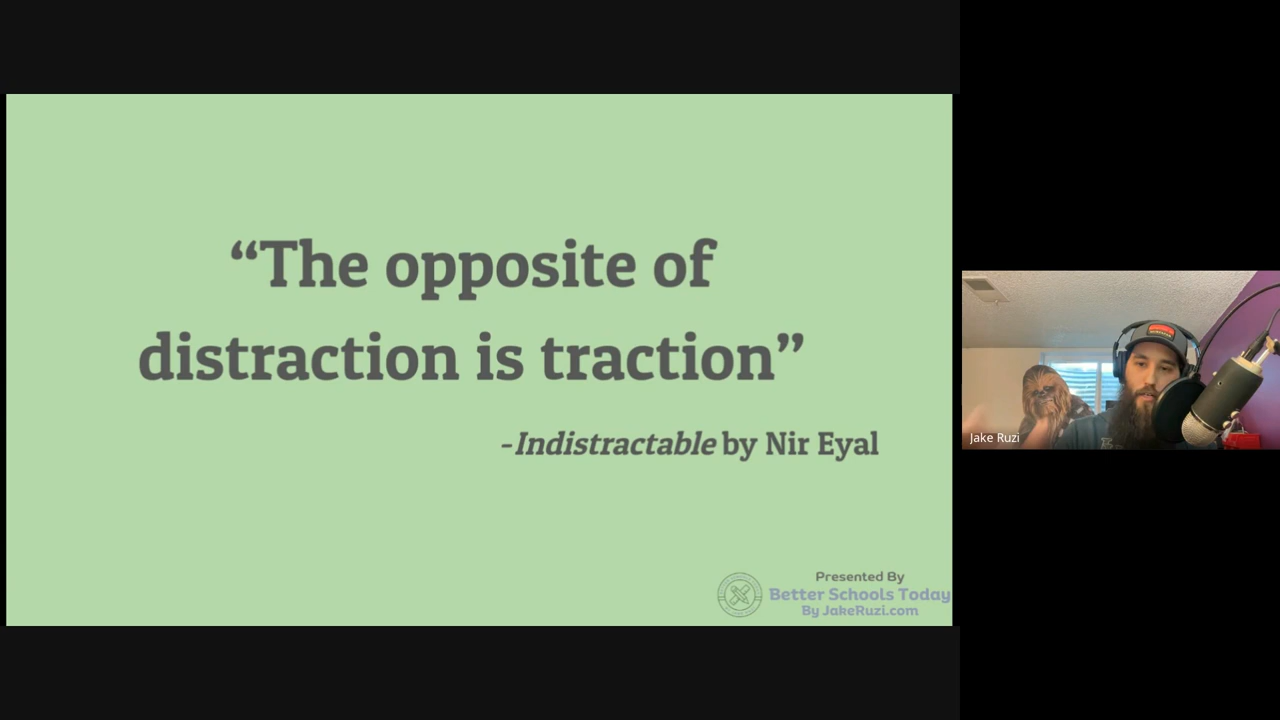 “The opposite of
distraction is traction”
-Indistractable by Nir Eyal
Presented By
Better Schools Today
By JakeRuzi.com
Jake Ruzi